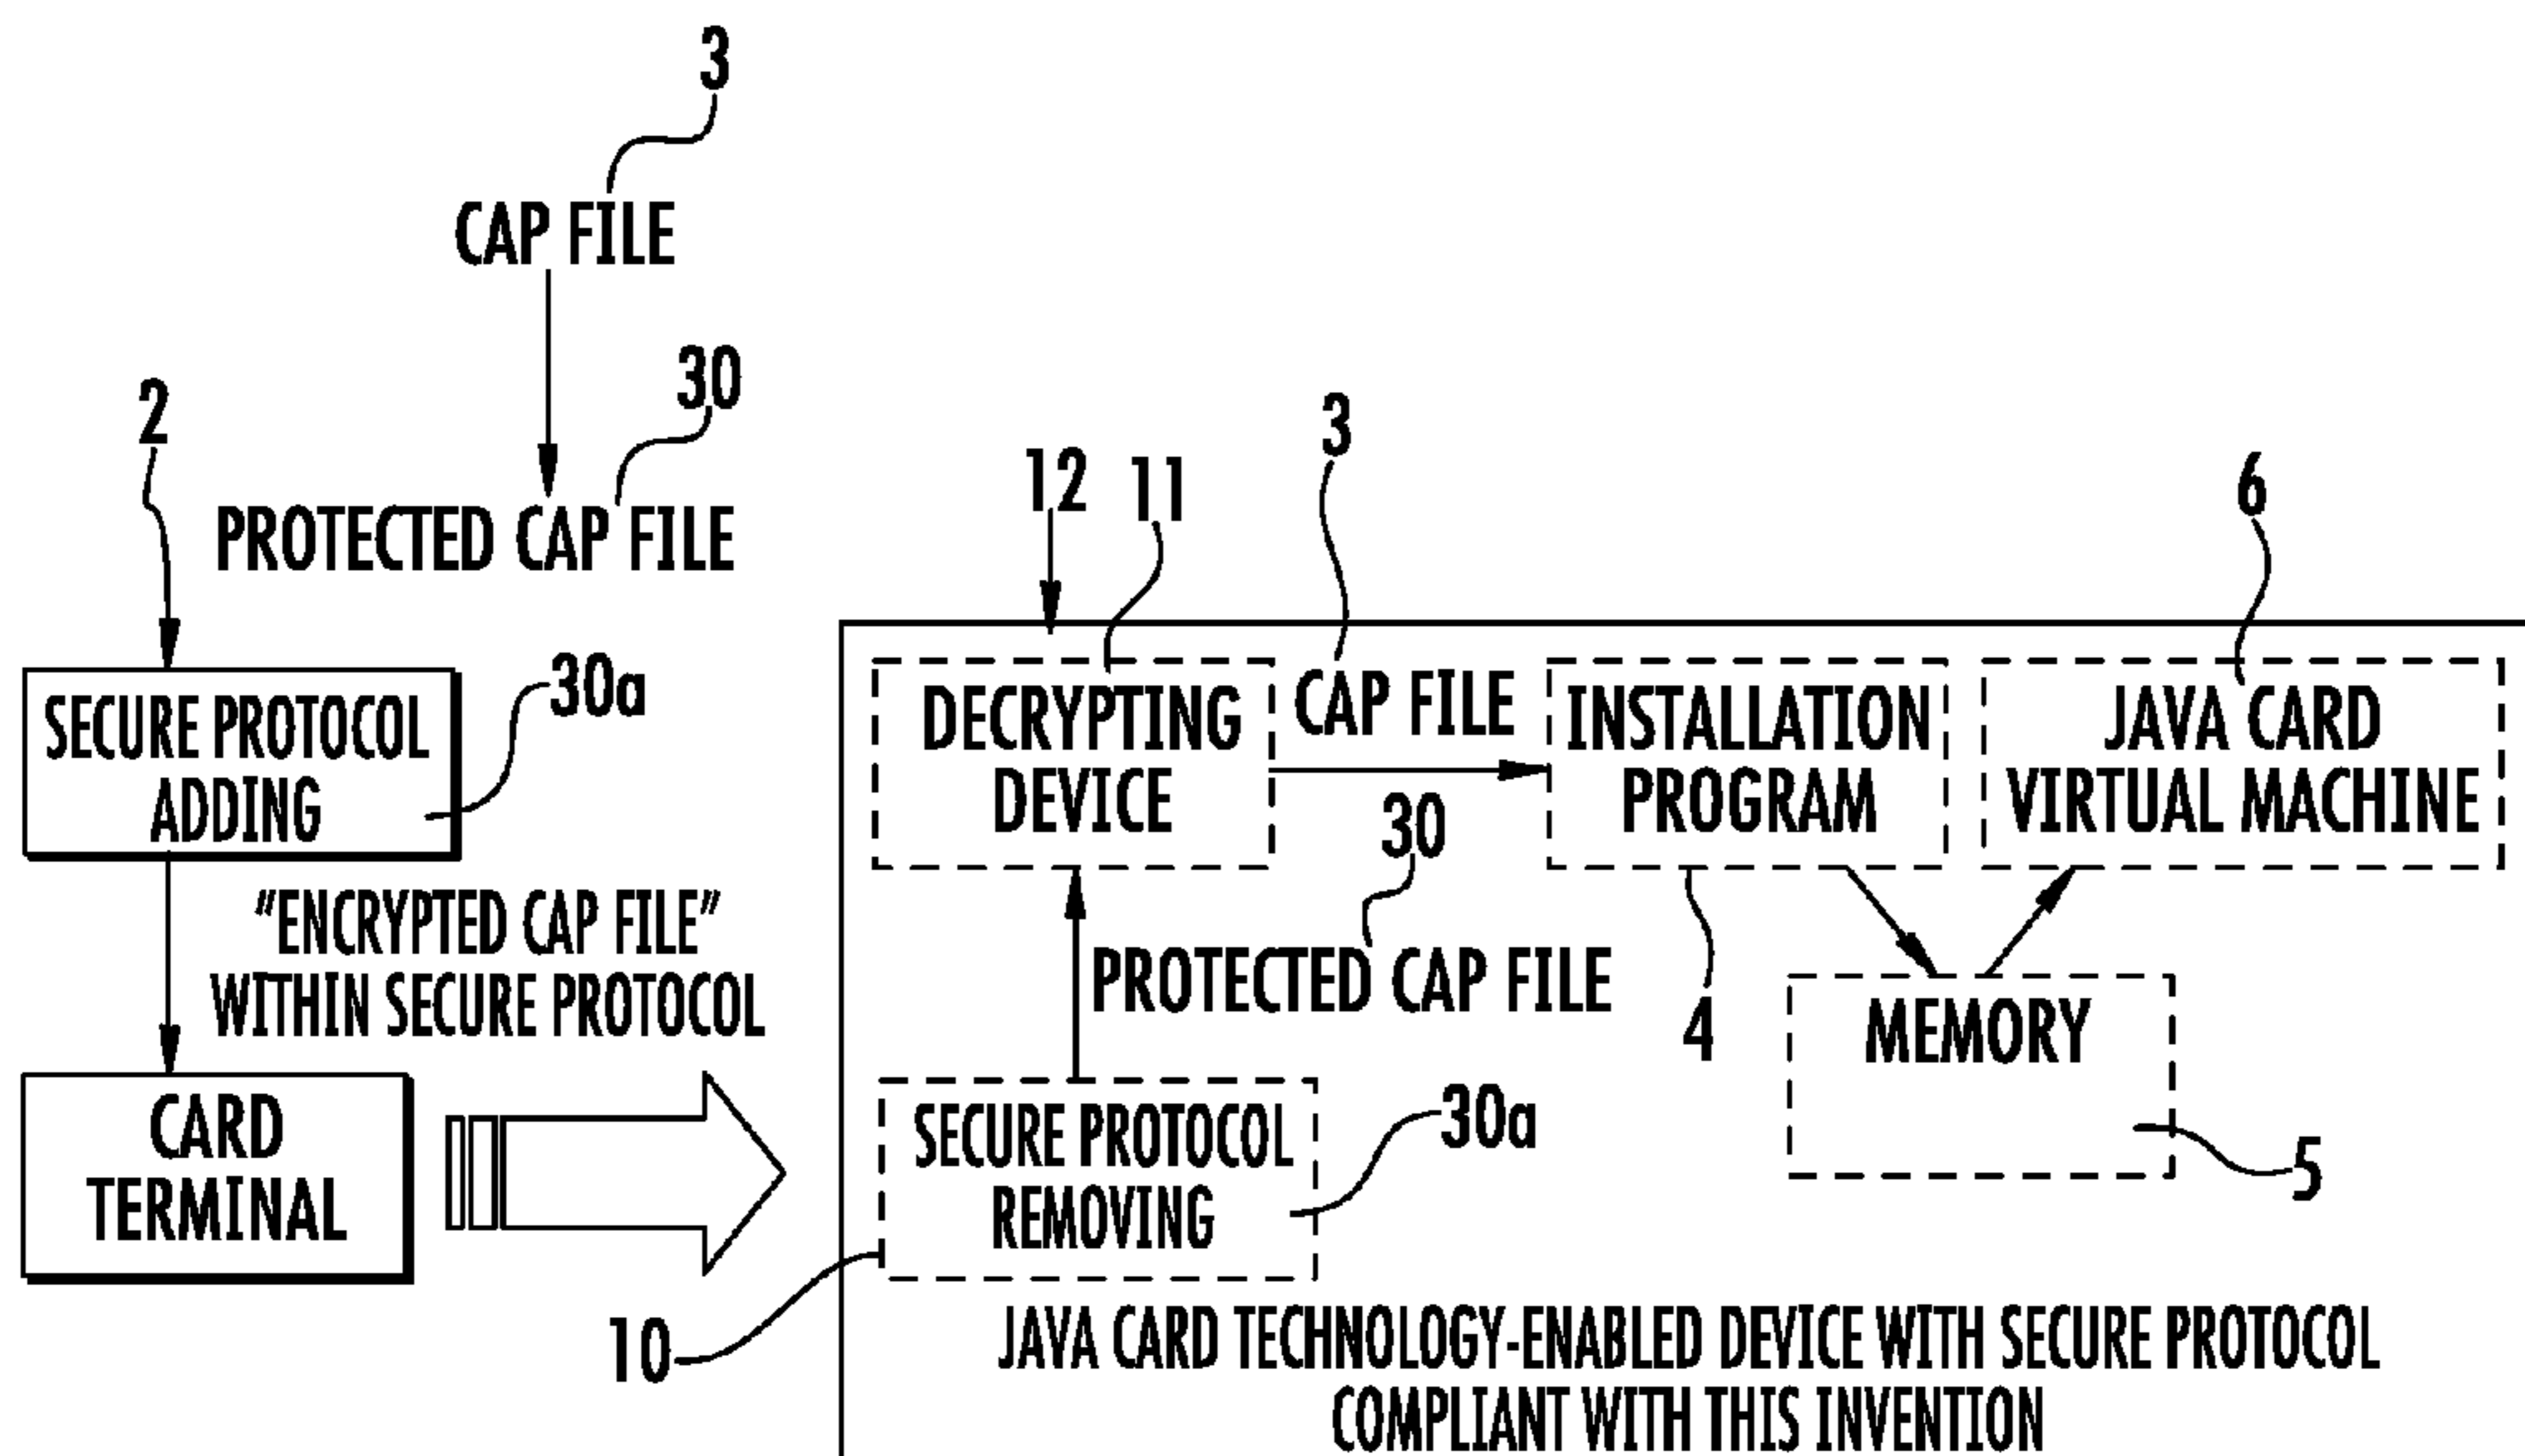 3
CAP FILE
30
PROTECTED CAP FILE
2
SECURE PROTOCOL
ADDING
30a
"ENCRYPTED CAP FILE"
WITHIN SECURE PROTOCOL
CARD
TERMINAL
12
11
3
6
DECRYPTING
DEVICE
CAP FILE
INSTALLATION
PROGRAM
JAVA CARD
VIRTUAL MACHINE
30
PROTECTED CAP FILE
4
MEMORY
5
SECURE PROTOCOL
REMOVING
30a
10
JAVA CARD TECHNOLOGY-ENABLED DEVICE WITH SECURE PROTOCOL
COMPLIANT WITH THIS INVENTION